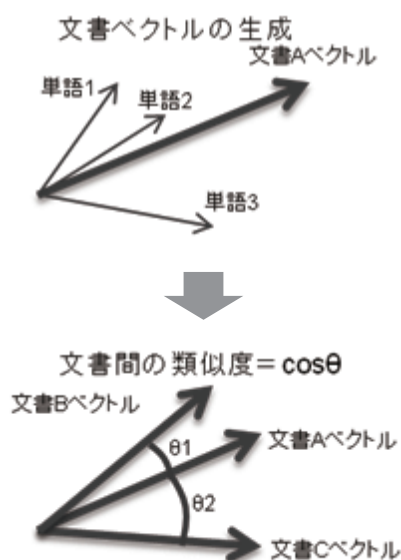 文書ベクトルの生成
文書Aベクトル
単語1
単語2
単語3
文書間の類似度＝cosθ
文書Bベクトル
文書Aベクトル
θ1
θ2
文書Cベクトル